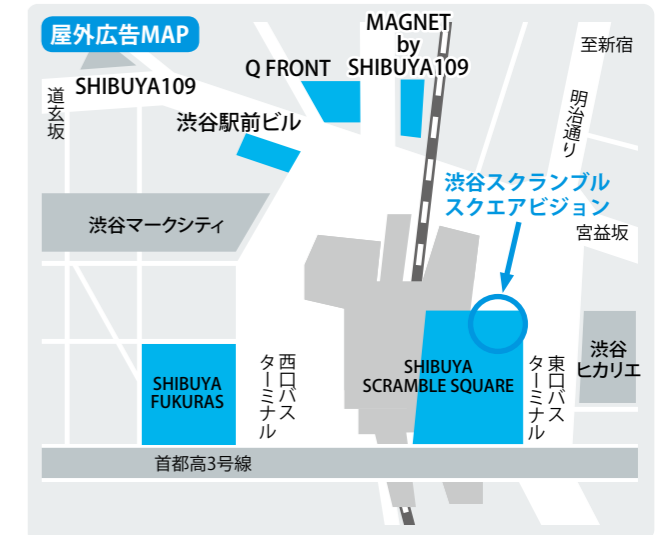 屋外広告MAP
MAGNET
by
SHIBUYA109
至新宿
Q FRONT
SHIBUYA109
道玄坂
明治通り
渋谷駅前ビル
渋谷スクランブル
スクエアビジョン
渋谷マークシティ
宮益坂
SHIBUYA
FUKURAS
西口バス
ターミナル
SHIBUYA
SCRAMBLE SQUARE
東口バス
ターミナル
渋谷
ヒカリエ
首都高3号線